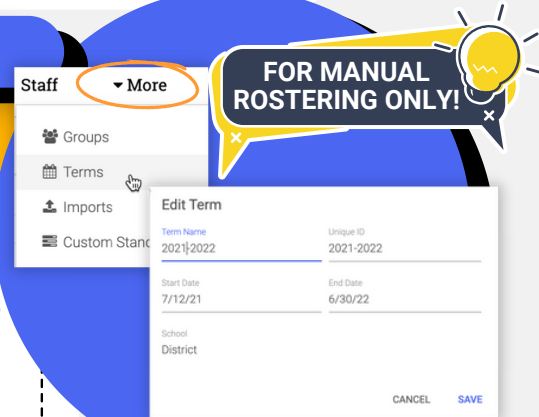 FOR MANUAL
ROSTERING ONLY!
Staff More
Groups
Terms
Imports
Custom Stan
Edit Term
Term Name Unique ID
2021-2022 2021-2022
Start Date End Date
7/12/21 6/30/22
School
District
CANCEL SAVE